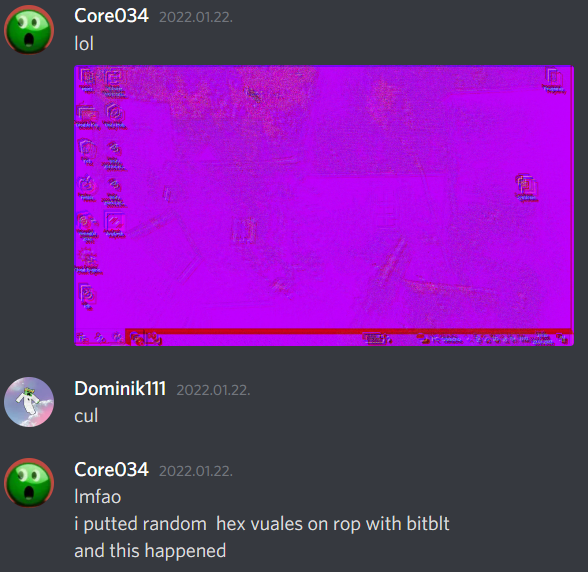 Core034 2022.01.22.
lol
Dominik111 2022.01.22.
cul
Core034 2022.01.22.
lmfao
i putted random hex vuales on rop with bitblt
and this happened